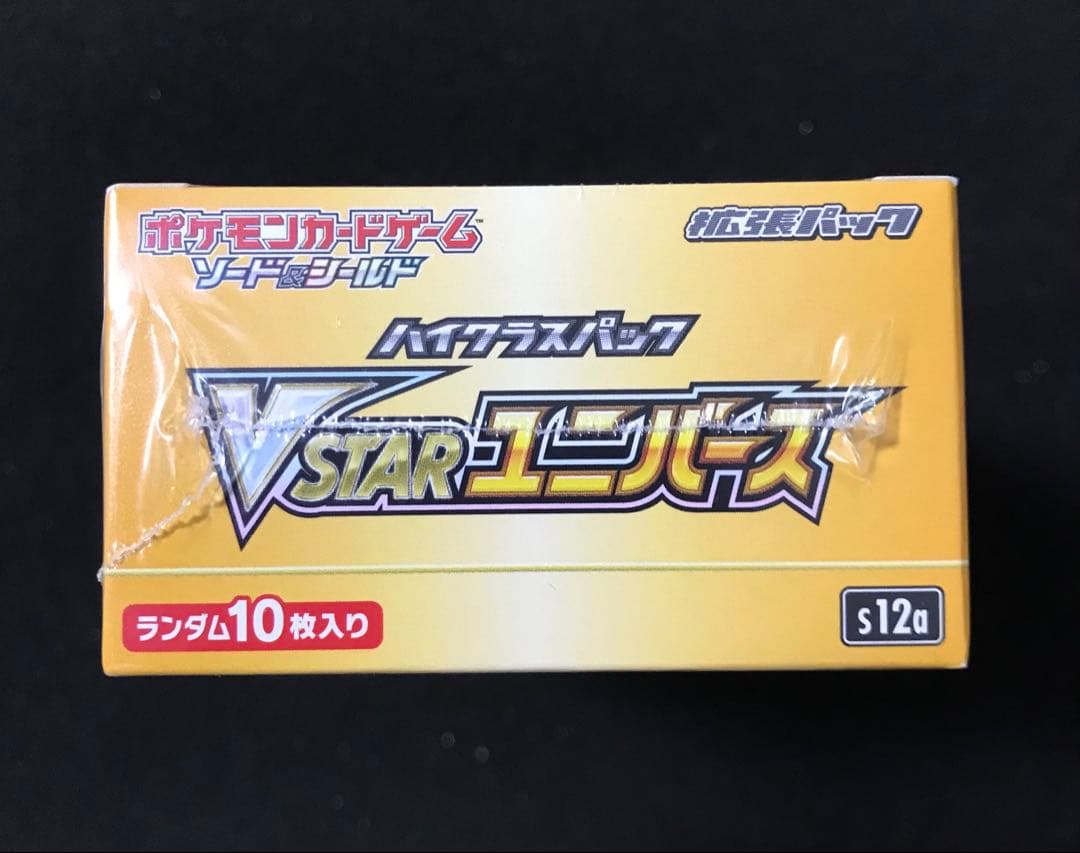 ポケモンカードゲーム™
ソード&シールド
拡張パック
ハイクラスパック
VSTARユニバース
ランダム10枚入り
s12a